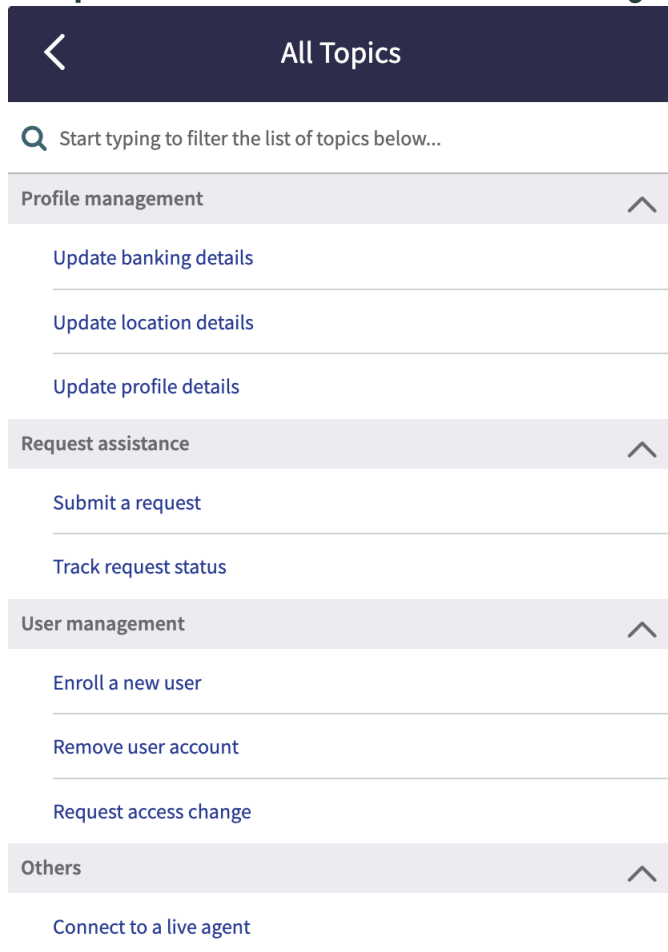 All Topics
Start typing to filter the list of topics below...
Profile management
Update banking details
Update location details
Update profile details
Request assistance
Submit a request
Track request status
User management
Enroll a new user
Remove user account
Request access change
Others
Connect to a live agent